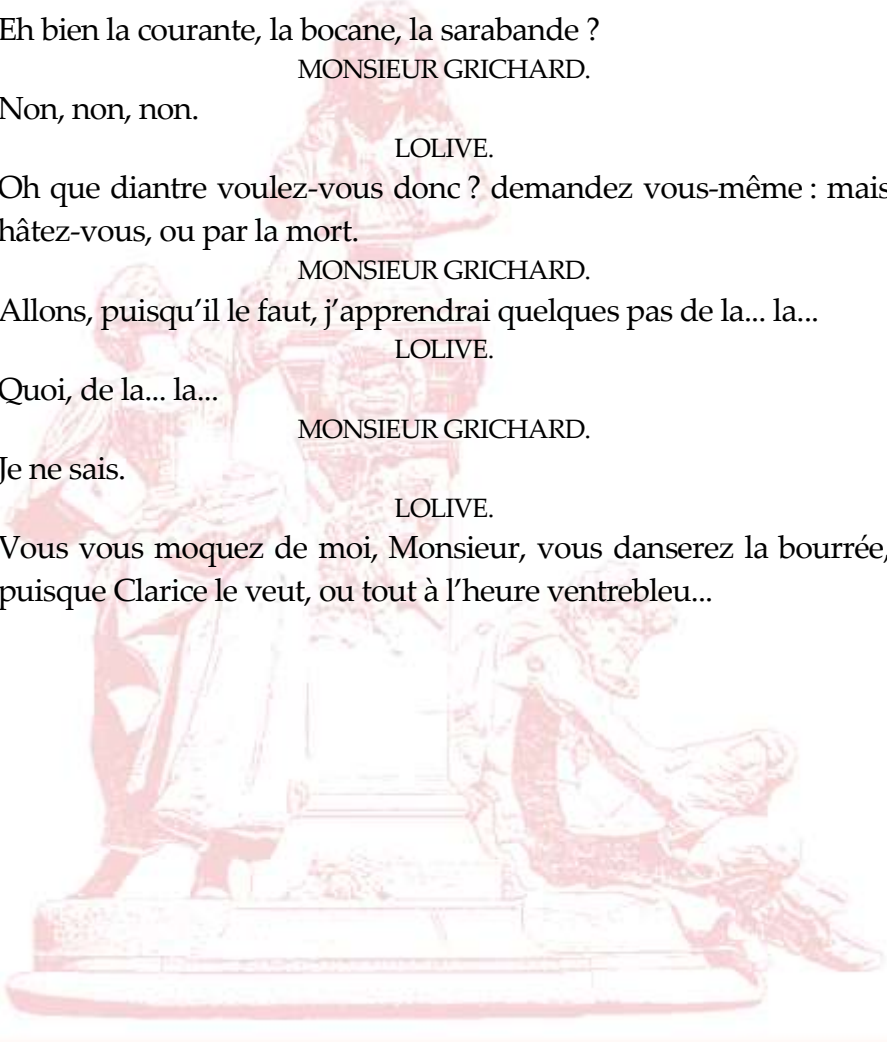 Eh bien la courante, la bocane, la sarabande ?
MONSIEUR GRICHARD.
Non, non, non.
LOLIVE.
Oh que diantre voulez-vous donc ? demandez vous-même : mais
hâtez-vous, ou par la mort.
MONSIEUR GRICHARD.
Allons, puisqu’il le faut, j’apprendrai quelques pas de la... la...
LOLIVE.
Quoi, de la... la...
MONSIEUR GRICHARD.
Je ne sais.
LOLIVE.
Vous vous moquez de moi, Monsieur, vous danserez la bourrée,
puisque Clarice le veut, ou tout à l’heure ventrebleu...